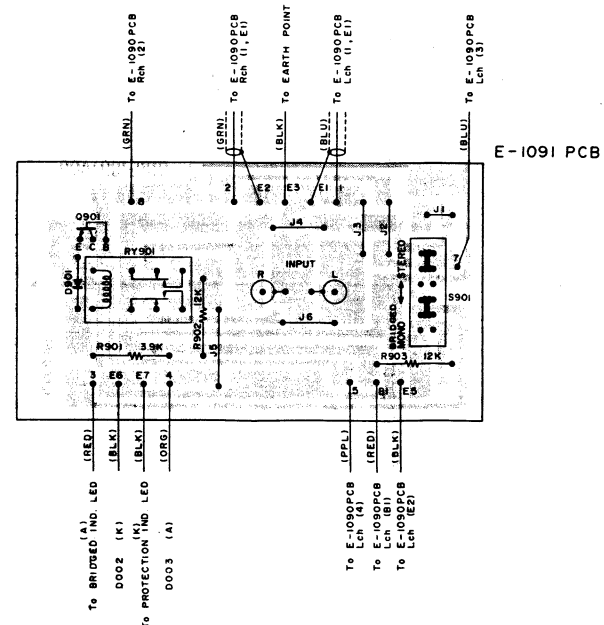 To E-1090PCB
Rch (2)
(GRN)
To E-1090PCB
Rch (1, E1)
(GRN)
To EARTH POINT
(BLK)
To E-1090PCB
Lch (1, E1)
(BLU)
To E-1090PCB
Lch (3)
(BLU)
E-1091 PCB
8
2
E2
E3
E1
1
J1
Q901
E C B
J4
J3
J2
7
RY901
INPUT
STEREO
BRIDGED
MONO
S901
D901
R
L
R902
12K
J6
J5
R901 3.9K
R903 12K
3
E6
E7
4
5
B1
E5
(RED)
(BLK)
(BLK)
(ORG)
(PPL)
(RED)
(BLK)
To BRIDGED IND. LED
(A)
D002 (K)
To PROTECTION IND. LED
(K)
D003 (A)
To E-1090PCB
Lch (4)
To E-1090PCB
Lch (B1)
To E-1090PCB
Lch (E2)